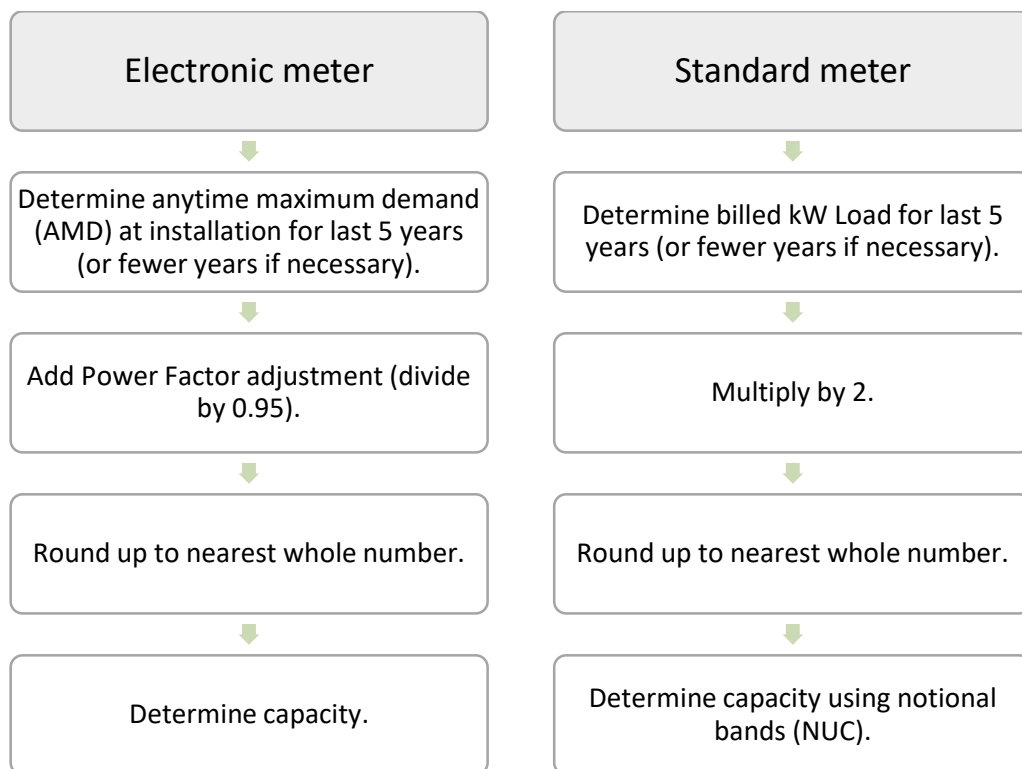 Electronic meter
Determine anytime maximum demand
(AMD) at installation for last 5 years
(or fewer years if necessary).
Add Power Factor adjustment (divide
by 0.95).
Round up to nearest whole number.
Determine capacity.
Standard meter
Determine billed kW Load for last 5
years (or fewer years if necessary).
Multiply by 2.
Round up to nearest whole number.
Determine capacity using notional
bands (NUC).